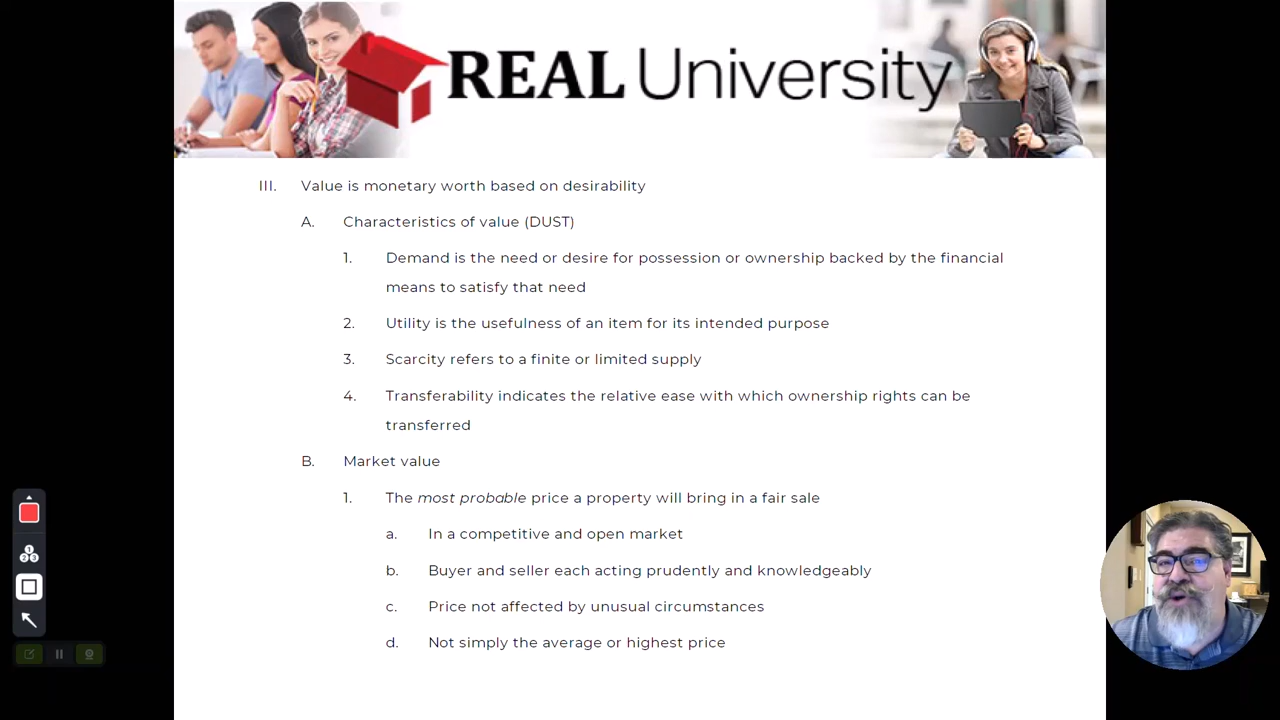 REAL University
III. Value is monetary worth based on desirability
A. Characteristics of value (DUST)
1. Demand is the need or desire for possession or ownership backed by the financial
means to satisfy that need
2. Utility is the usefulness of an item for its intended purpose
3. Scarcity refers to a finite or limited supply
4. Transferability indicates the relative ease with which ownership rights can be
transferred
B. Market value
1. The most probable price a property will bring in a fair sale
a. In a competitive and open market
b. Buyer and seller each acting prudently and knowledgeably
c. Price not affected by unusual circumstances
d. Not simply the average or highest price